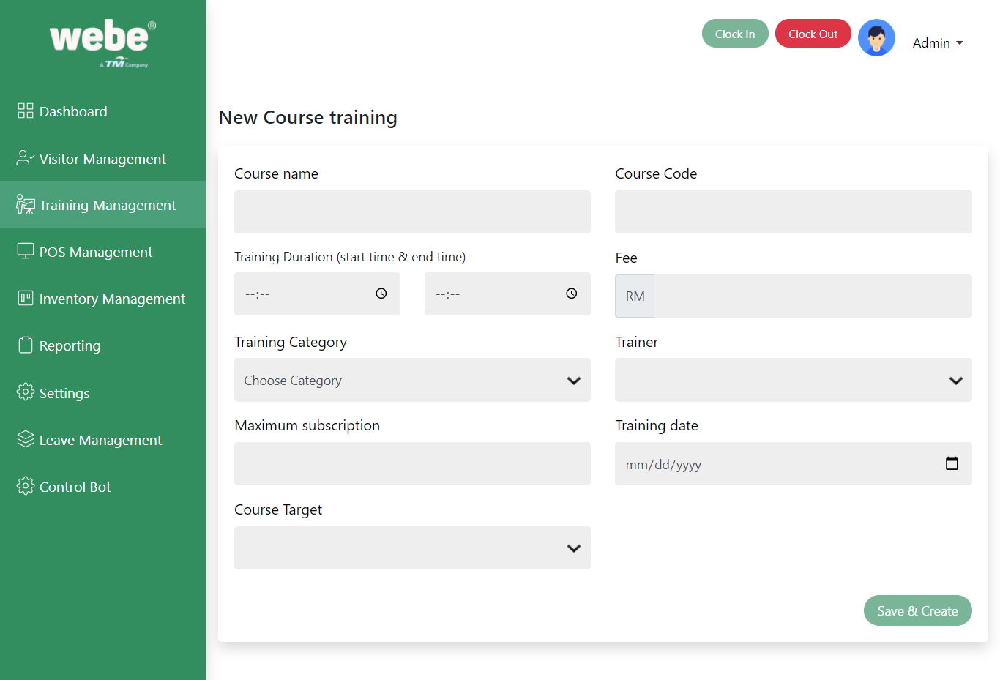 webe®
A TM Company
Dashboard
Visitor Management
Training Management
POS Management
Inventory Management
Reporting
Settings
Leave Management
Control Bot
Clock In
Clock Out
Admin
New Course training
Course name
Course Code
Training Duration (start time & end time)
Fee
--:--
--:--
RM
Training Category
Trainer
Choose Category
Maximum subscription
Training date
mm/dd/yyyy
Course Target
Save & Create